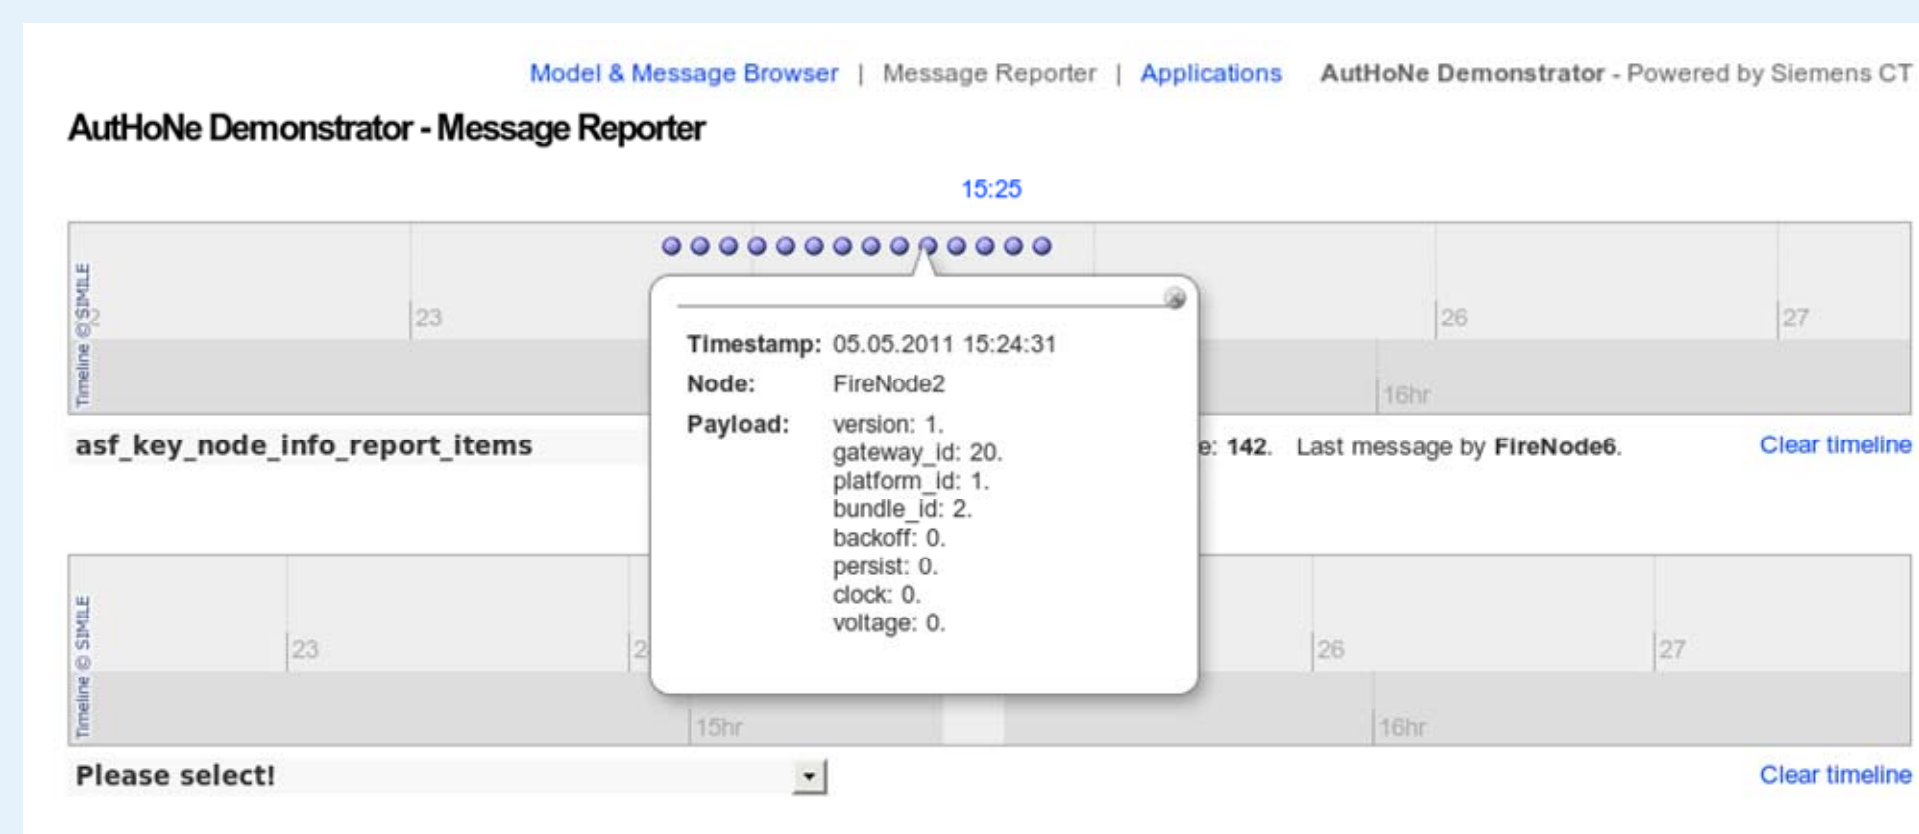 Model & Message Browser | Message Reporter | Applications AutHoNe Demonstrator - Powered by Siemens CT
AutHoNe Demonstrator - Message Reporter
15:25
Timeline © SIMILE
2
23
26
27
16hr
Timestamp: 05.05.2011 15:24:31
Node: FireNode2
Payload: version: 1.
gateway_id: 20.
platform_id: 1.
bundle_id: 2.
backoff: 0.
persist: 0.
clock: 0.
voltage: 0.
asf_key_node_info_report_items
e: 142. Last message by FireNode6.
Clear timeline
Timeline © SIMILE
23
2
26
27
15hr
16hr
Please select!
Clear timeline